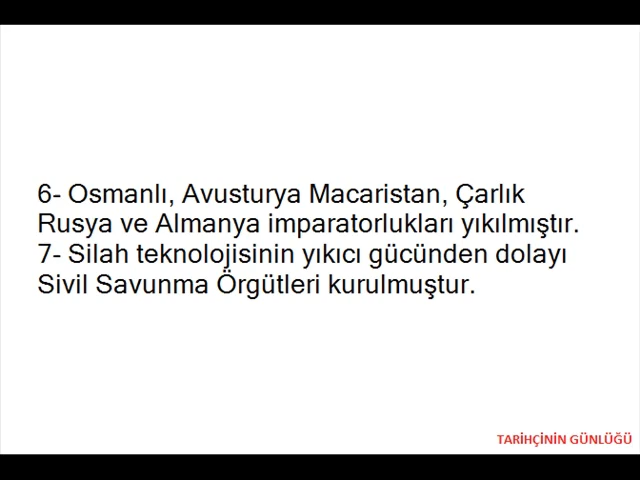 6- Osmanlı, Avusturya Macaristan, Çarlık
Rusya ve Almanya imparatorlukları yıkılmıştır.
7- Silah teknolojisinin yıkıcı gücünden dolayı
Sivil Savunma Örgütleri kurulmuştur.
TARİHÇİNİN GÜNLÜĞÜ